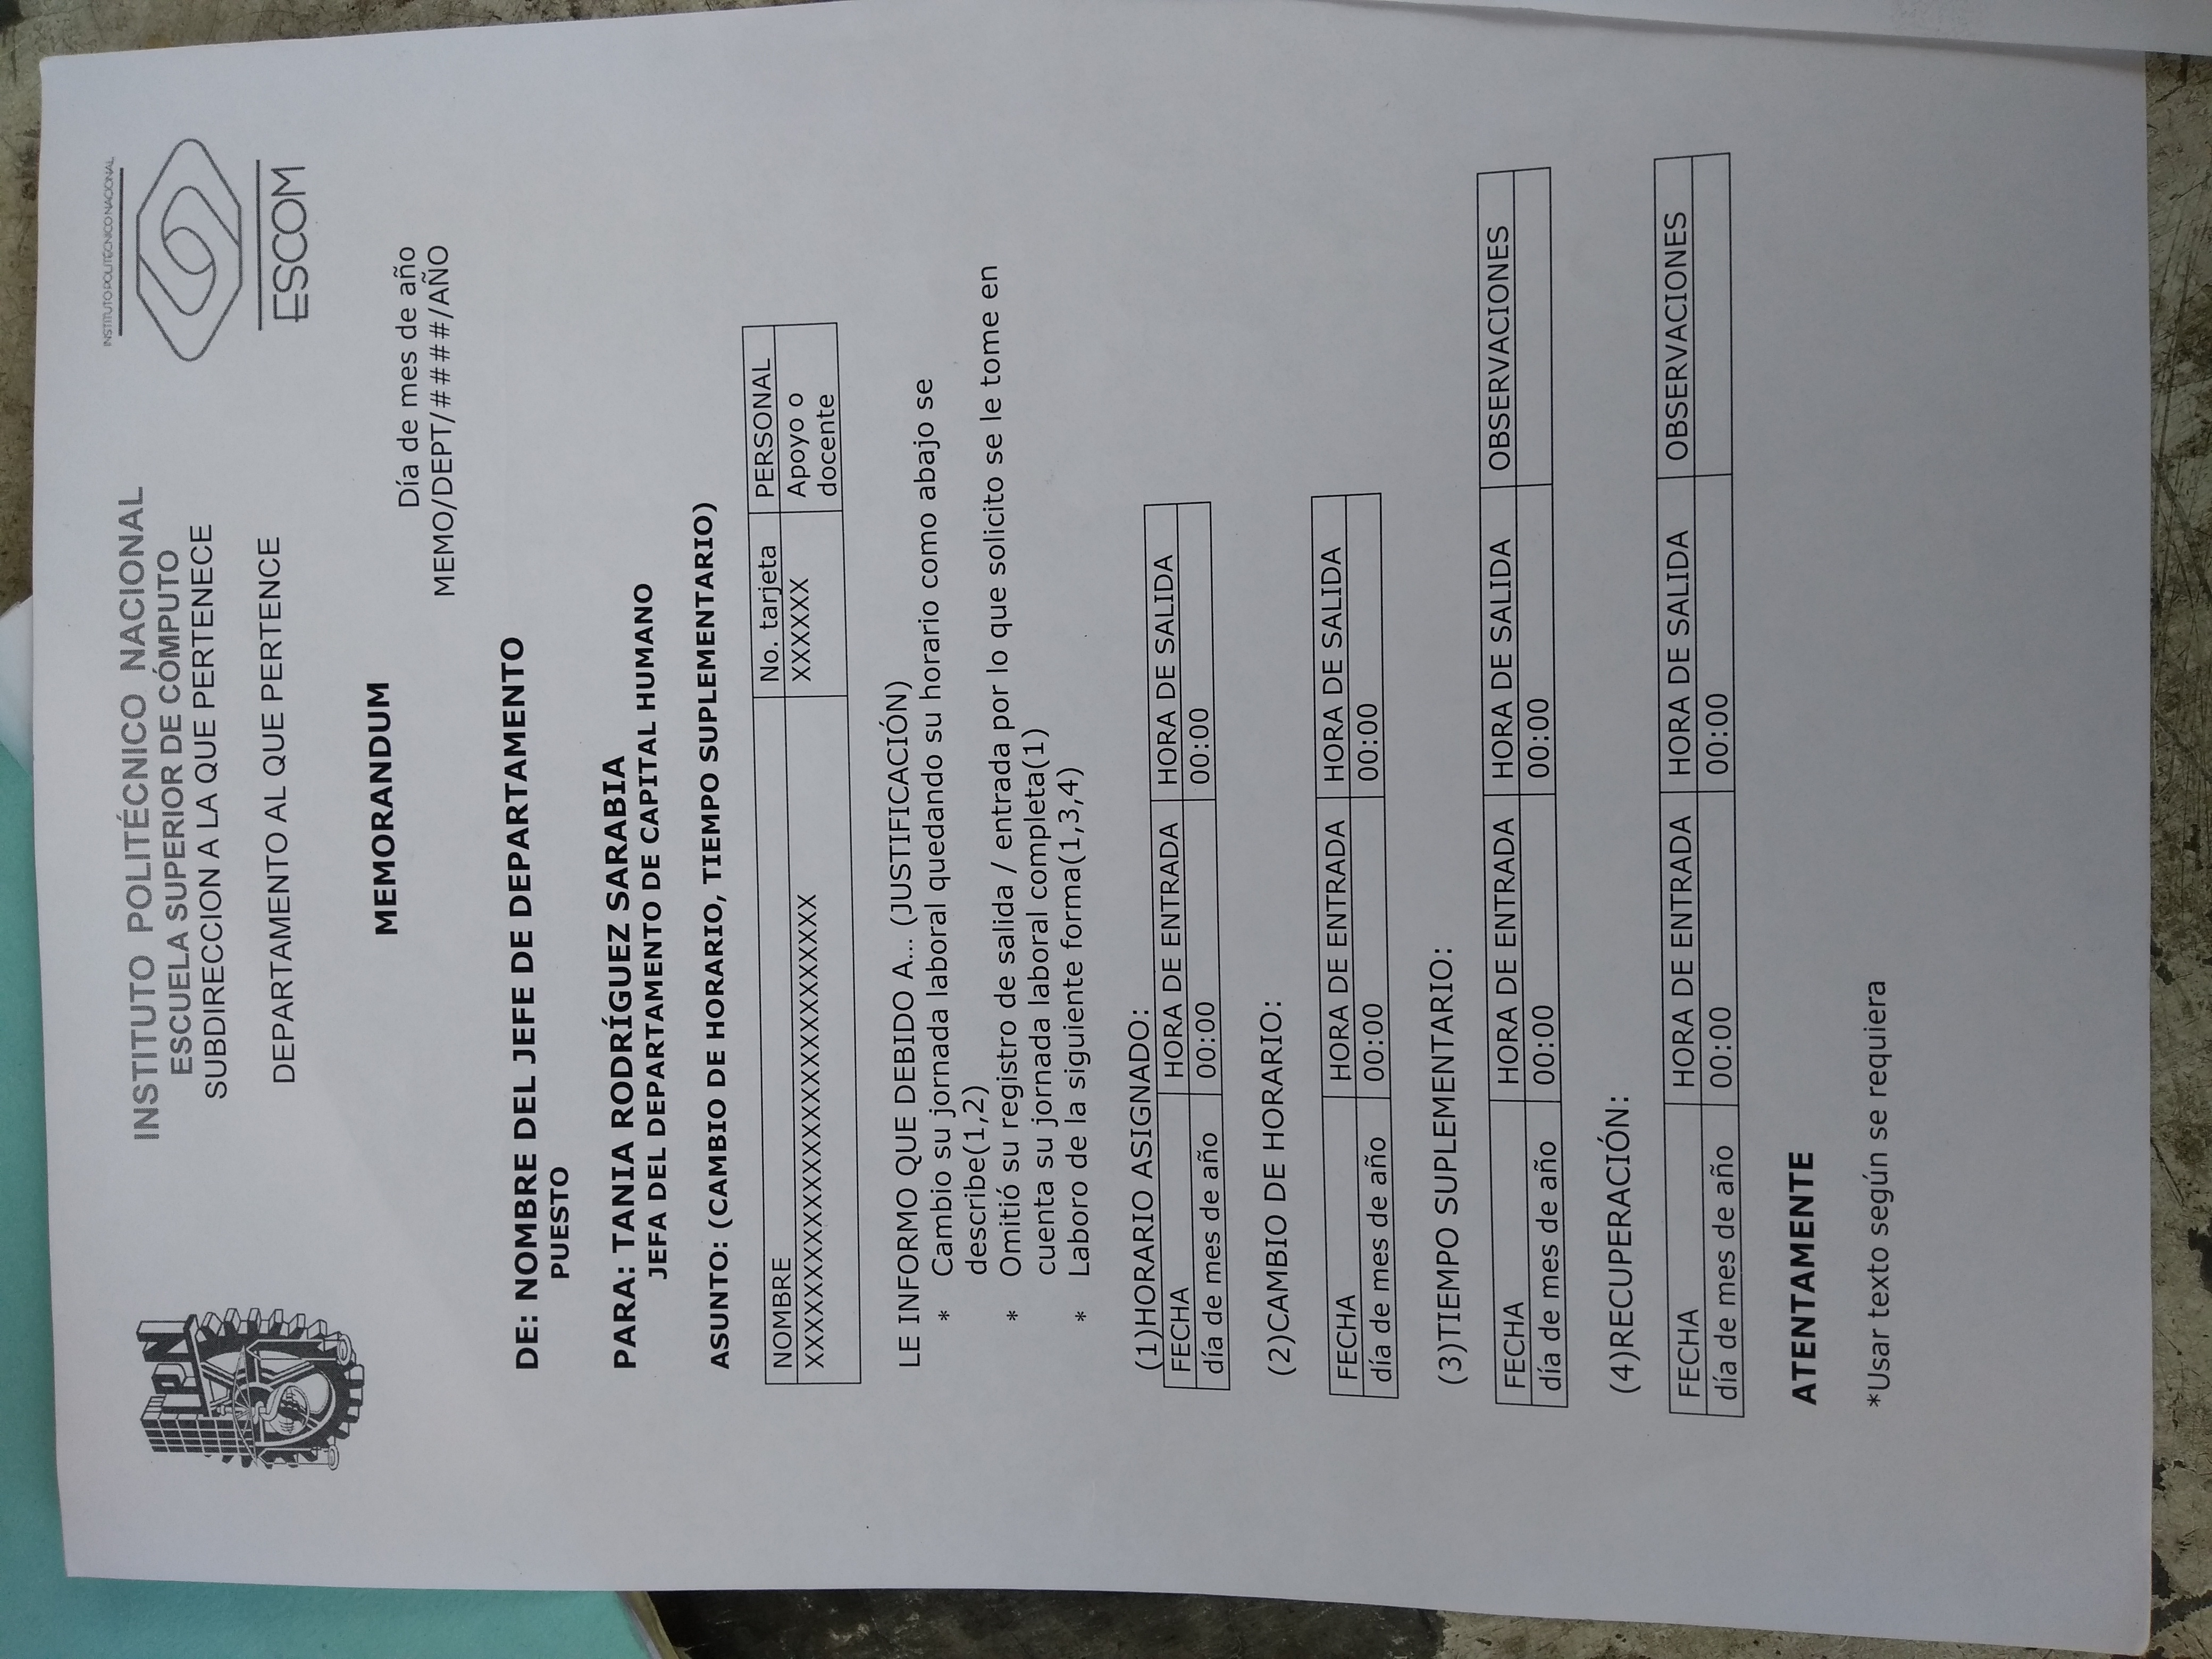 INSTITUTO POLITÉCNICO NACIONAL
ESCUELA SUPERIOR DE CÓMPUTO
SUBDIRECCION A LA QUE PERTENECE
DEPARTAMENTO AL QUE PERTENCE
IPN
INSTITUTO POLITÉCNICO NACIONAL
ESCOM
MEMORANDUM
Día de mes de año
MEMO/DEPT/####/AÑO
DE: NOMBRE DEL JEFE DE DEPARTAMENTO
PUESTO
PARA: TANIA RODRÍGUEZ SARABIA
JEFA DEL DEPARTAMENTO DE CAPITAL HUMANO
ASUNTO: (CAMBIO DE HORARIO, TIEMPO SUPLEMENTARIO)
NOMBRE No. tarjeta PERSONAL
XXXXXXXXXXXXXXXXXXXXXXXXXXX XXXXXX Apoyo o
docente
LE INFORMO QUE DEBIDO A... (JUSTIFICACIÓN)
* Cambio su jornada laboral quedando su horario como abajo se
describe(1,2)
* Omitió su registro de salida / entrada por lo que solicito se le tome en
cuenta su jornada laboral completa(1)
* Laboro de la siguiente forma(1,3,4)
(1)HORARIO ASIGNADO:
FECHA HORA DE ENTRADA HORA DE SALIDA
día de mes de año 00:00 00:00
(2)CAMBIO DE HORARIO:
FECHA HORA DE ENTRADA HORA DE SALIDA
día de mes de año 00:00 00:00
(3)TIEMPO SUPLEMENTARIO:
FECHA HORA DE ENTRADA HORA DE SALIDA OBSERVACIONES
día de mes de año 00:00 00:00
(4)RECUPERACIÓN:
FECHA HORA DE ENTRADA HORA DE SALIDA OBSERVACIONES
día de mes de año 00:00 00:00
ATENTAMENTE
*Usar texto según se requiera